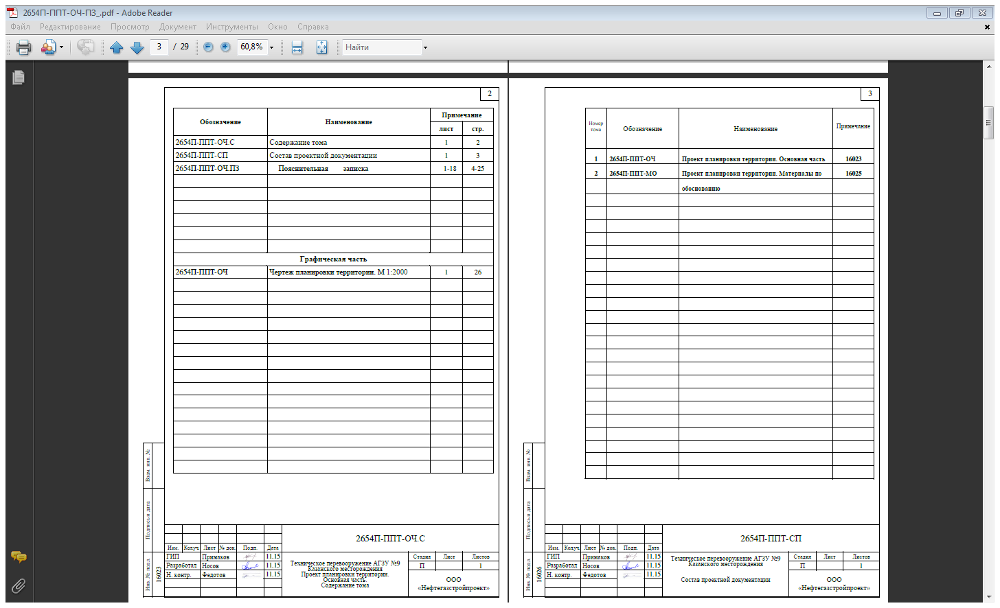 2654П-ППТ-ОЧ-ПЗ_.pdf - Adobe Reader
Файл Редактирование Просмотр Документ Инструменты Окно Справка
3 / 29 60,8% Найти
2
Обозначение Наименование Примечание
лист стр.
2654П-ППТ-ОЧ.С Содержание тома 1 2
2654П-ППТ-СП Состав проектной документации 1 3
2654П-ППТ-ОЧ.ПЗ Пояснительная записка 1-18 4-25
Графическая часть
2654П-ППТ-ОЧ Чертеж планировки территории. М 1:2000 1 26
Взам. инв. №
Подпись и дата
Инв. № подл.
16023
2654П-ППТ-ОЧ.С
Изм. Колуч Лист № док. Подп. Дата
ГИП Примаков 11.15
Разработал Носов 11.15
Н. контр. Федотов 11.15
Техническое перевооружение АГЗУ №9
Казанского месторождения
Проект планировки территории.
Основная часть.
Содержание тома
Стадия Лист Листов
П 1
ООО
«Нефтегазстройпроект»
3
Номер тома Обозначение Наименование Примечание
1 2654П-ППТ-ОЧ Проект планировки территории. Основная часть 16023
2 2654П-ППТ-МО Проект планировки территории. Материалы по 16025
обоснованию
Взам. инв. №
Подпись и дата
Инв. № подл.
16026
2654П-ППТ-СП
Изм. Колуч Лист № док. Подп. Дата
ГИП Примаков 11.15
Разработал Носов 11.15
Н. контр. Федотов 11.15
Техническое перевооружение АГЗУ №9
Казанского месторождения
Состав проектной документации
Стадия Лист Листов
П 1
ООО
«Нефтегазстройпроект»